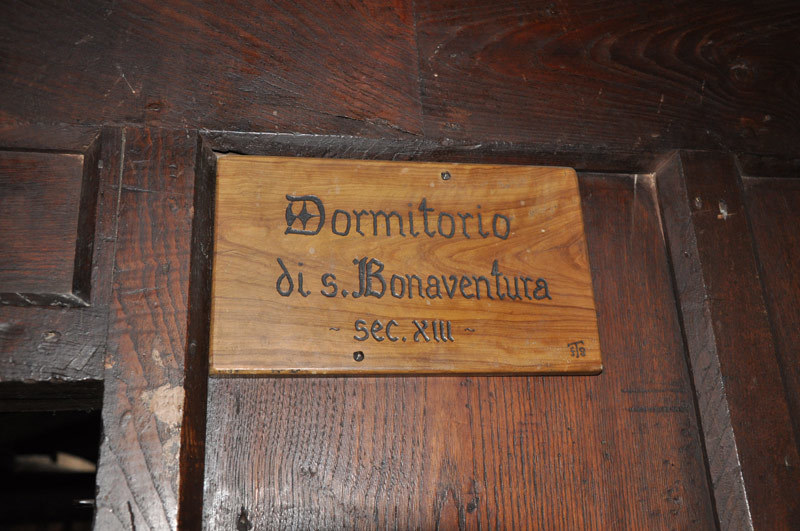 Dormitorio
di s. Bonaventura
~ sec. XIII ~